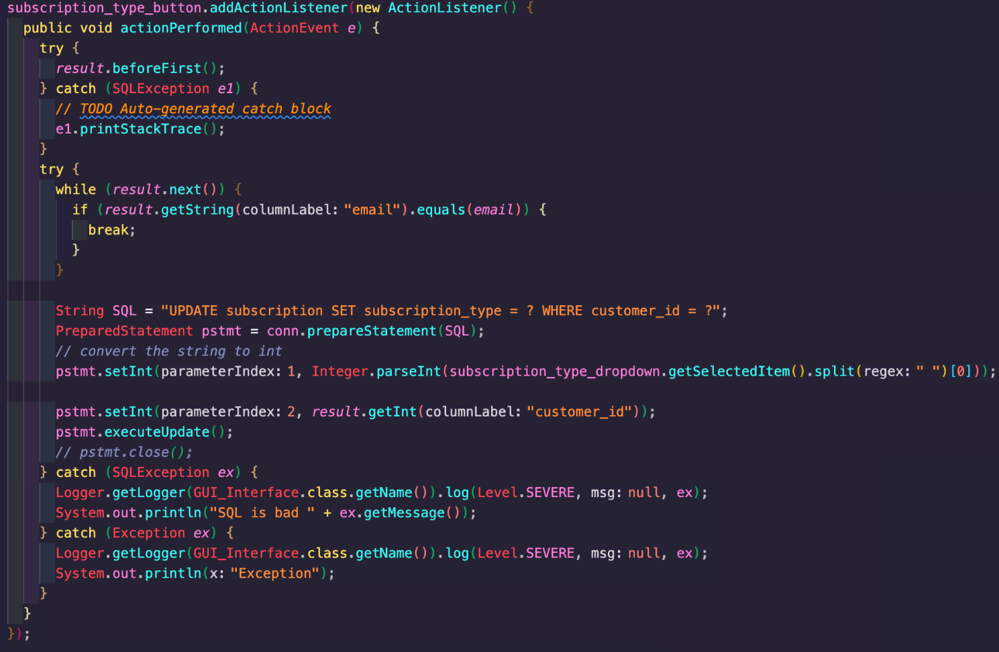 subscription_type_button.addActionListener(new ActionListener() {
public void actionPerformed(ActionEvent e) {
try {
result.beforeFirst();
} catch (SQLException e1) {
// TODO Auto-generated catch block
e1.printStackTrace();
}
try {
while (result.next()) {
if (result.getString(columnLabel: "email").equals(email)) {
break;
}
}
String SQL = "UPDATE subscription SET subscription_type = ? WHERE customer_id = ?";
PreparedStatement pstmt = conn.prepareStatement(SQL);
// convert the string to int
pstmt.setInt(parameterIndex: 1, Integer.parseInt(subscription_type_dropdown.getSelectedItem().split(regex: " ")[0]));
pstmt.setInt(parameterIndex: 2, result.getInt(columnLabel: "customer_id"));
pstmt.executeUpdate();
// pstmt.close();
} catch (SQLException ex) {
Logger.getLogger(GUI_Interface.class.getName()).log(Level.SEVERE, msg: null, ex);
System.out.println("SQL is bad " + ex.getMessage());
} catch (Exception ex) {
Logger.getLogger(GUI_Interface.class.getName()).log(Level.SEVERE, msg: null, ex);
System.out.println(x: "Exception");
}
}
});